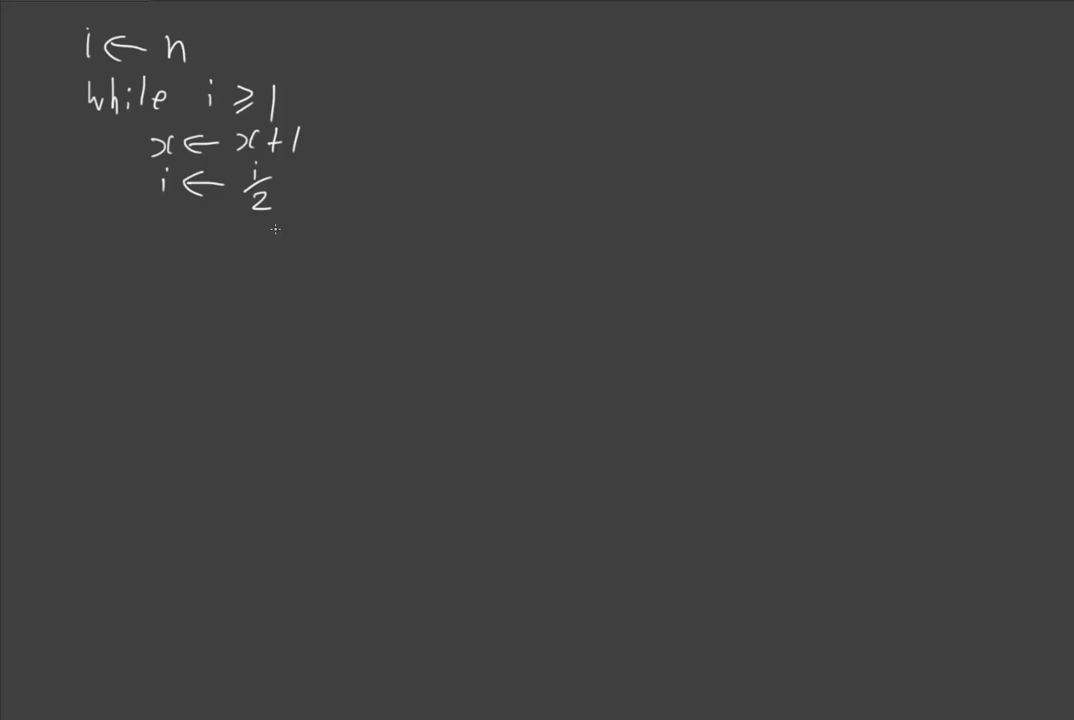 i ← n
while i ⩾ 1
x ← x + 1
i ← i/2